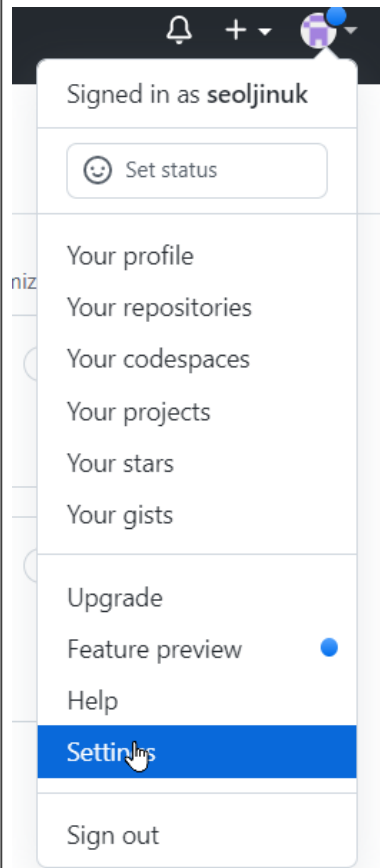 Signed in as seoljinuk
Set status
Your profile
niz
Your repositories
Your codespaces
Your projects
Your stars
Your gists
Upgrade
Feature preview
Help
Settings
Sign out